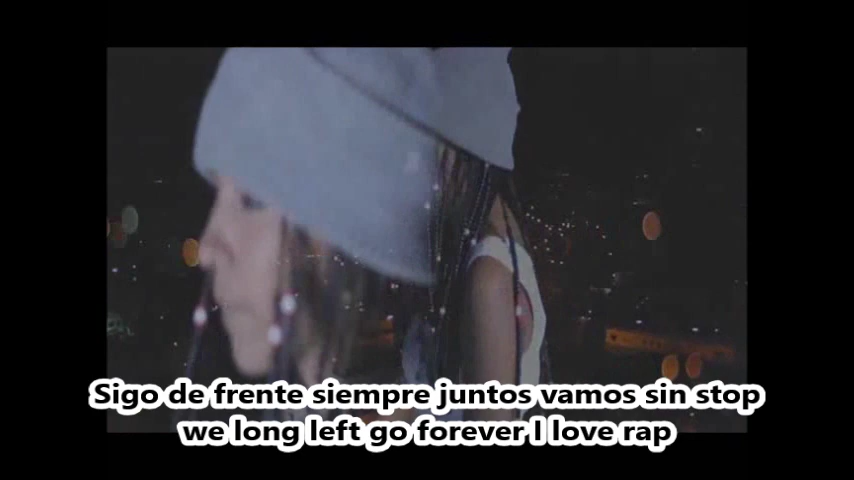 Sigo de frente siempre juntos vamos sin stop
we long left go forever I love rap